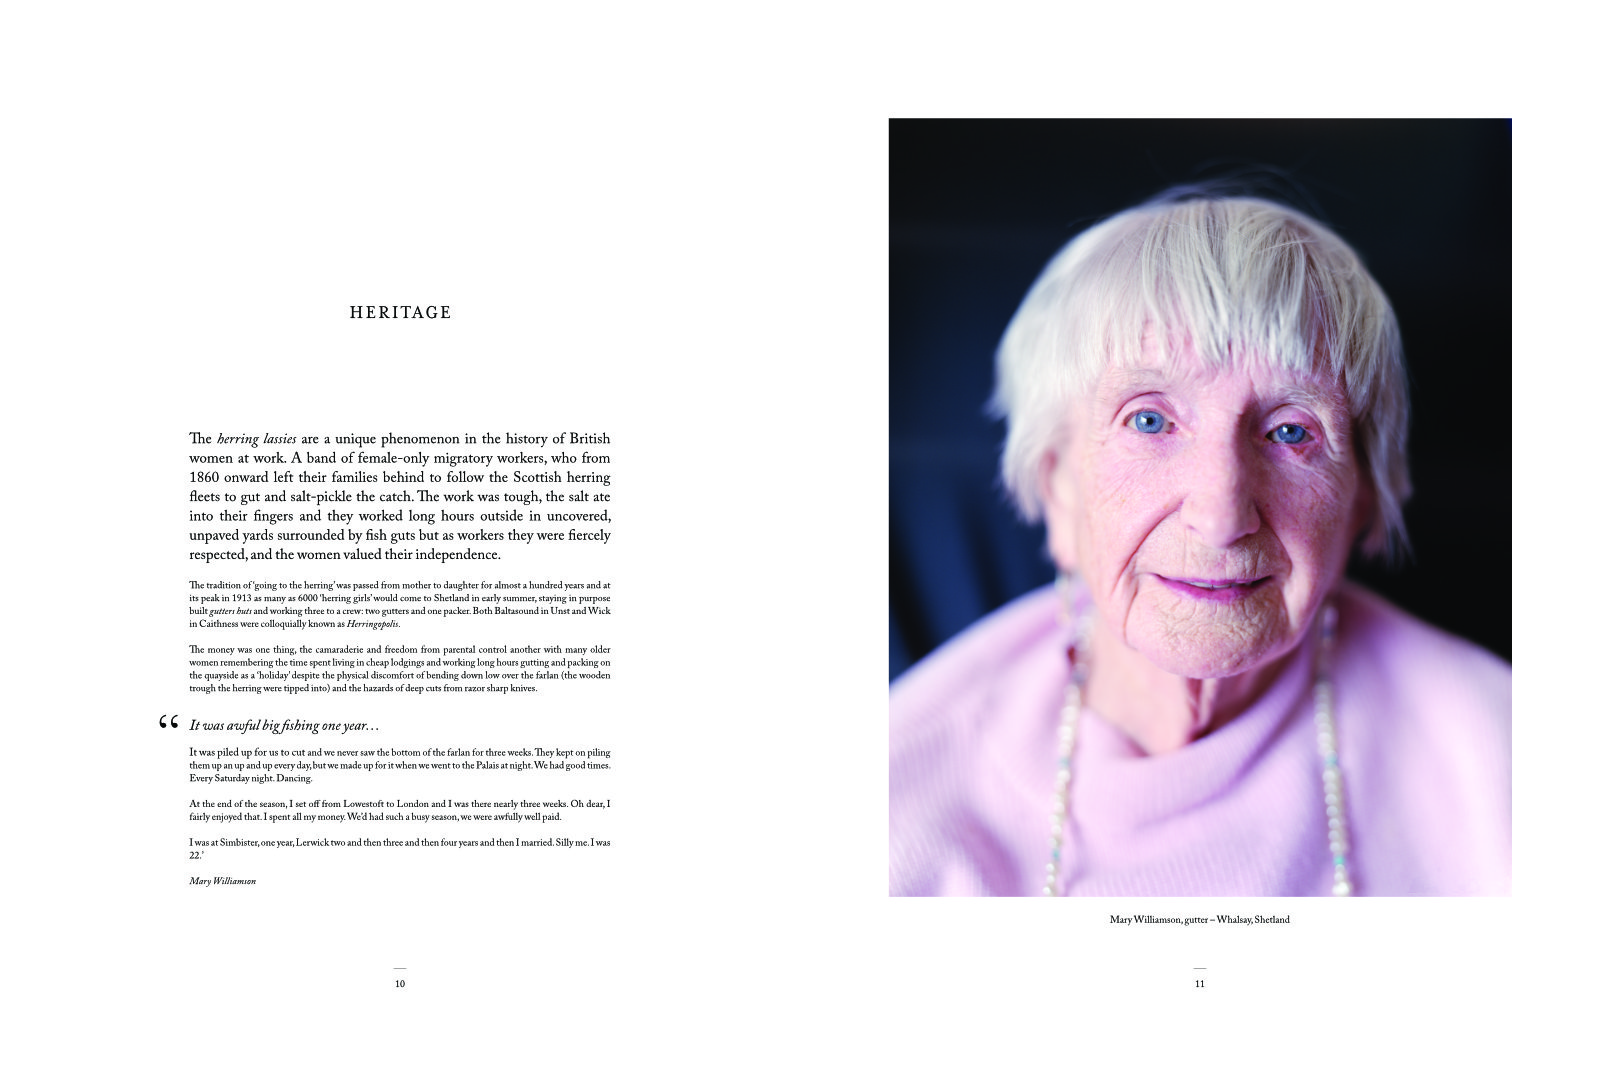 HERITAGE
The herring lassies are a unique phenomenon in the history of British
women at work. A band of female-only migratory workers, who from
1860 onward left their families behind to follow the Scottish herring
fleets to gut and salt-pickle the catch. The work was tough, the salt ate
into their fingers and they worked long hours outside in uncovered,
unpaved yards surrounded by fish guts but as workers they were fiercely
respected, and the women valued their independence.
The tradition of 'going to the herring' was passed from mother to daughter for almost a hundred years and at
its peak in 1913 as many as 6000 'herring girls' would come to Shetland in early summer, staying in purpose
built gutters huts and working three to a crew: two gutters and one packer. Both Baltasound in Unst and Wick
in Caithness were colloquially known as Herringopolis.
The money was one thing, the camaraderie and freedom from parental control another with many older
women remembering the time spent living in cheap lodgings and working long hours gutting and packing on
the quayside as a 'holiday' despite the physical discomfort of bending down low over the farlan (the wooden
trough the herring were tipped into) and the hazards of deep cuts from razor sharp knives.
“ It was awful big fishing one year…
It was piled up for us to cut and we never saw the bottom of the farlan for three weeks. They kept on piling
them up an up and up every day, but we made up for it when we went to the Palais at night. We had good times.
Every Saturday night. Dancing.
At the end of the season, I set off from Lowestoft to London and I was there nearly three weeks. Oh dear, I
fairly enjoyed that. I spent all my money. We'd had such a busy season, we were awfully well paid.
I was at Simbister, one year, Lerwick two and then three and then four years and then I married. Silly me. I was
22.'
Mary Williamson
10
Mary Williamson, gutter – Whalsay, Shetland
11